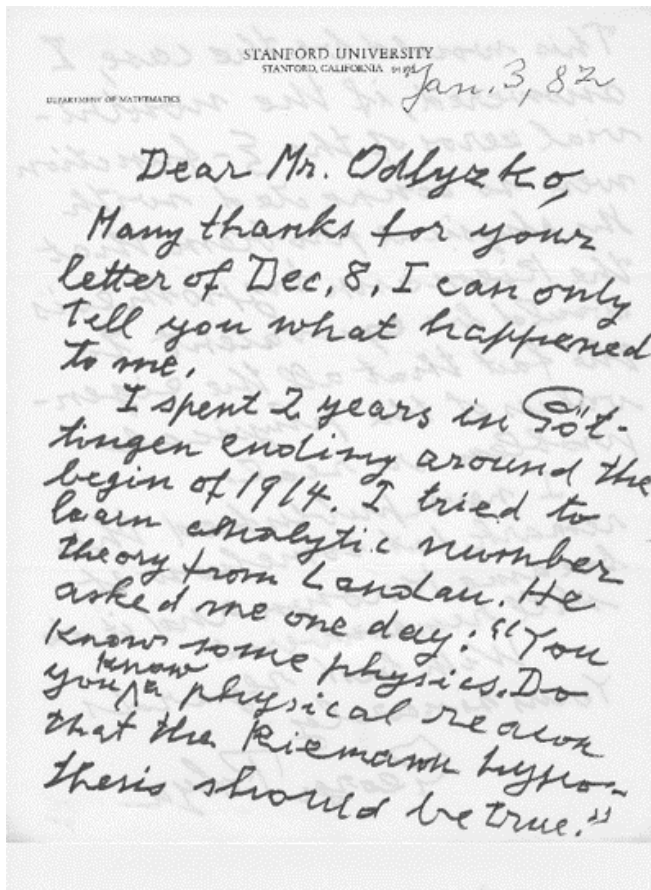 STANFORD UNIVERSITY
STANFORD, CALIFORNIA
Jan. 3, 82
DEPARTMENT OF MATHEMATICS
Dear Mr. Odlyzko,
Many thanks for your
letter of Dec. 8. I can only
tell you what happened
to me.
I spent 2 years in Göt-
tingen ending around the
begin of 1914. I tried to
learn analytic number
theory from Landau. He
asked me one day: "You
know some physics. Do
you know a physical reason
that the Riemann hypo-
thesis should be true."